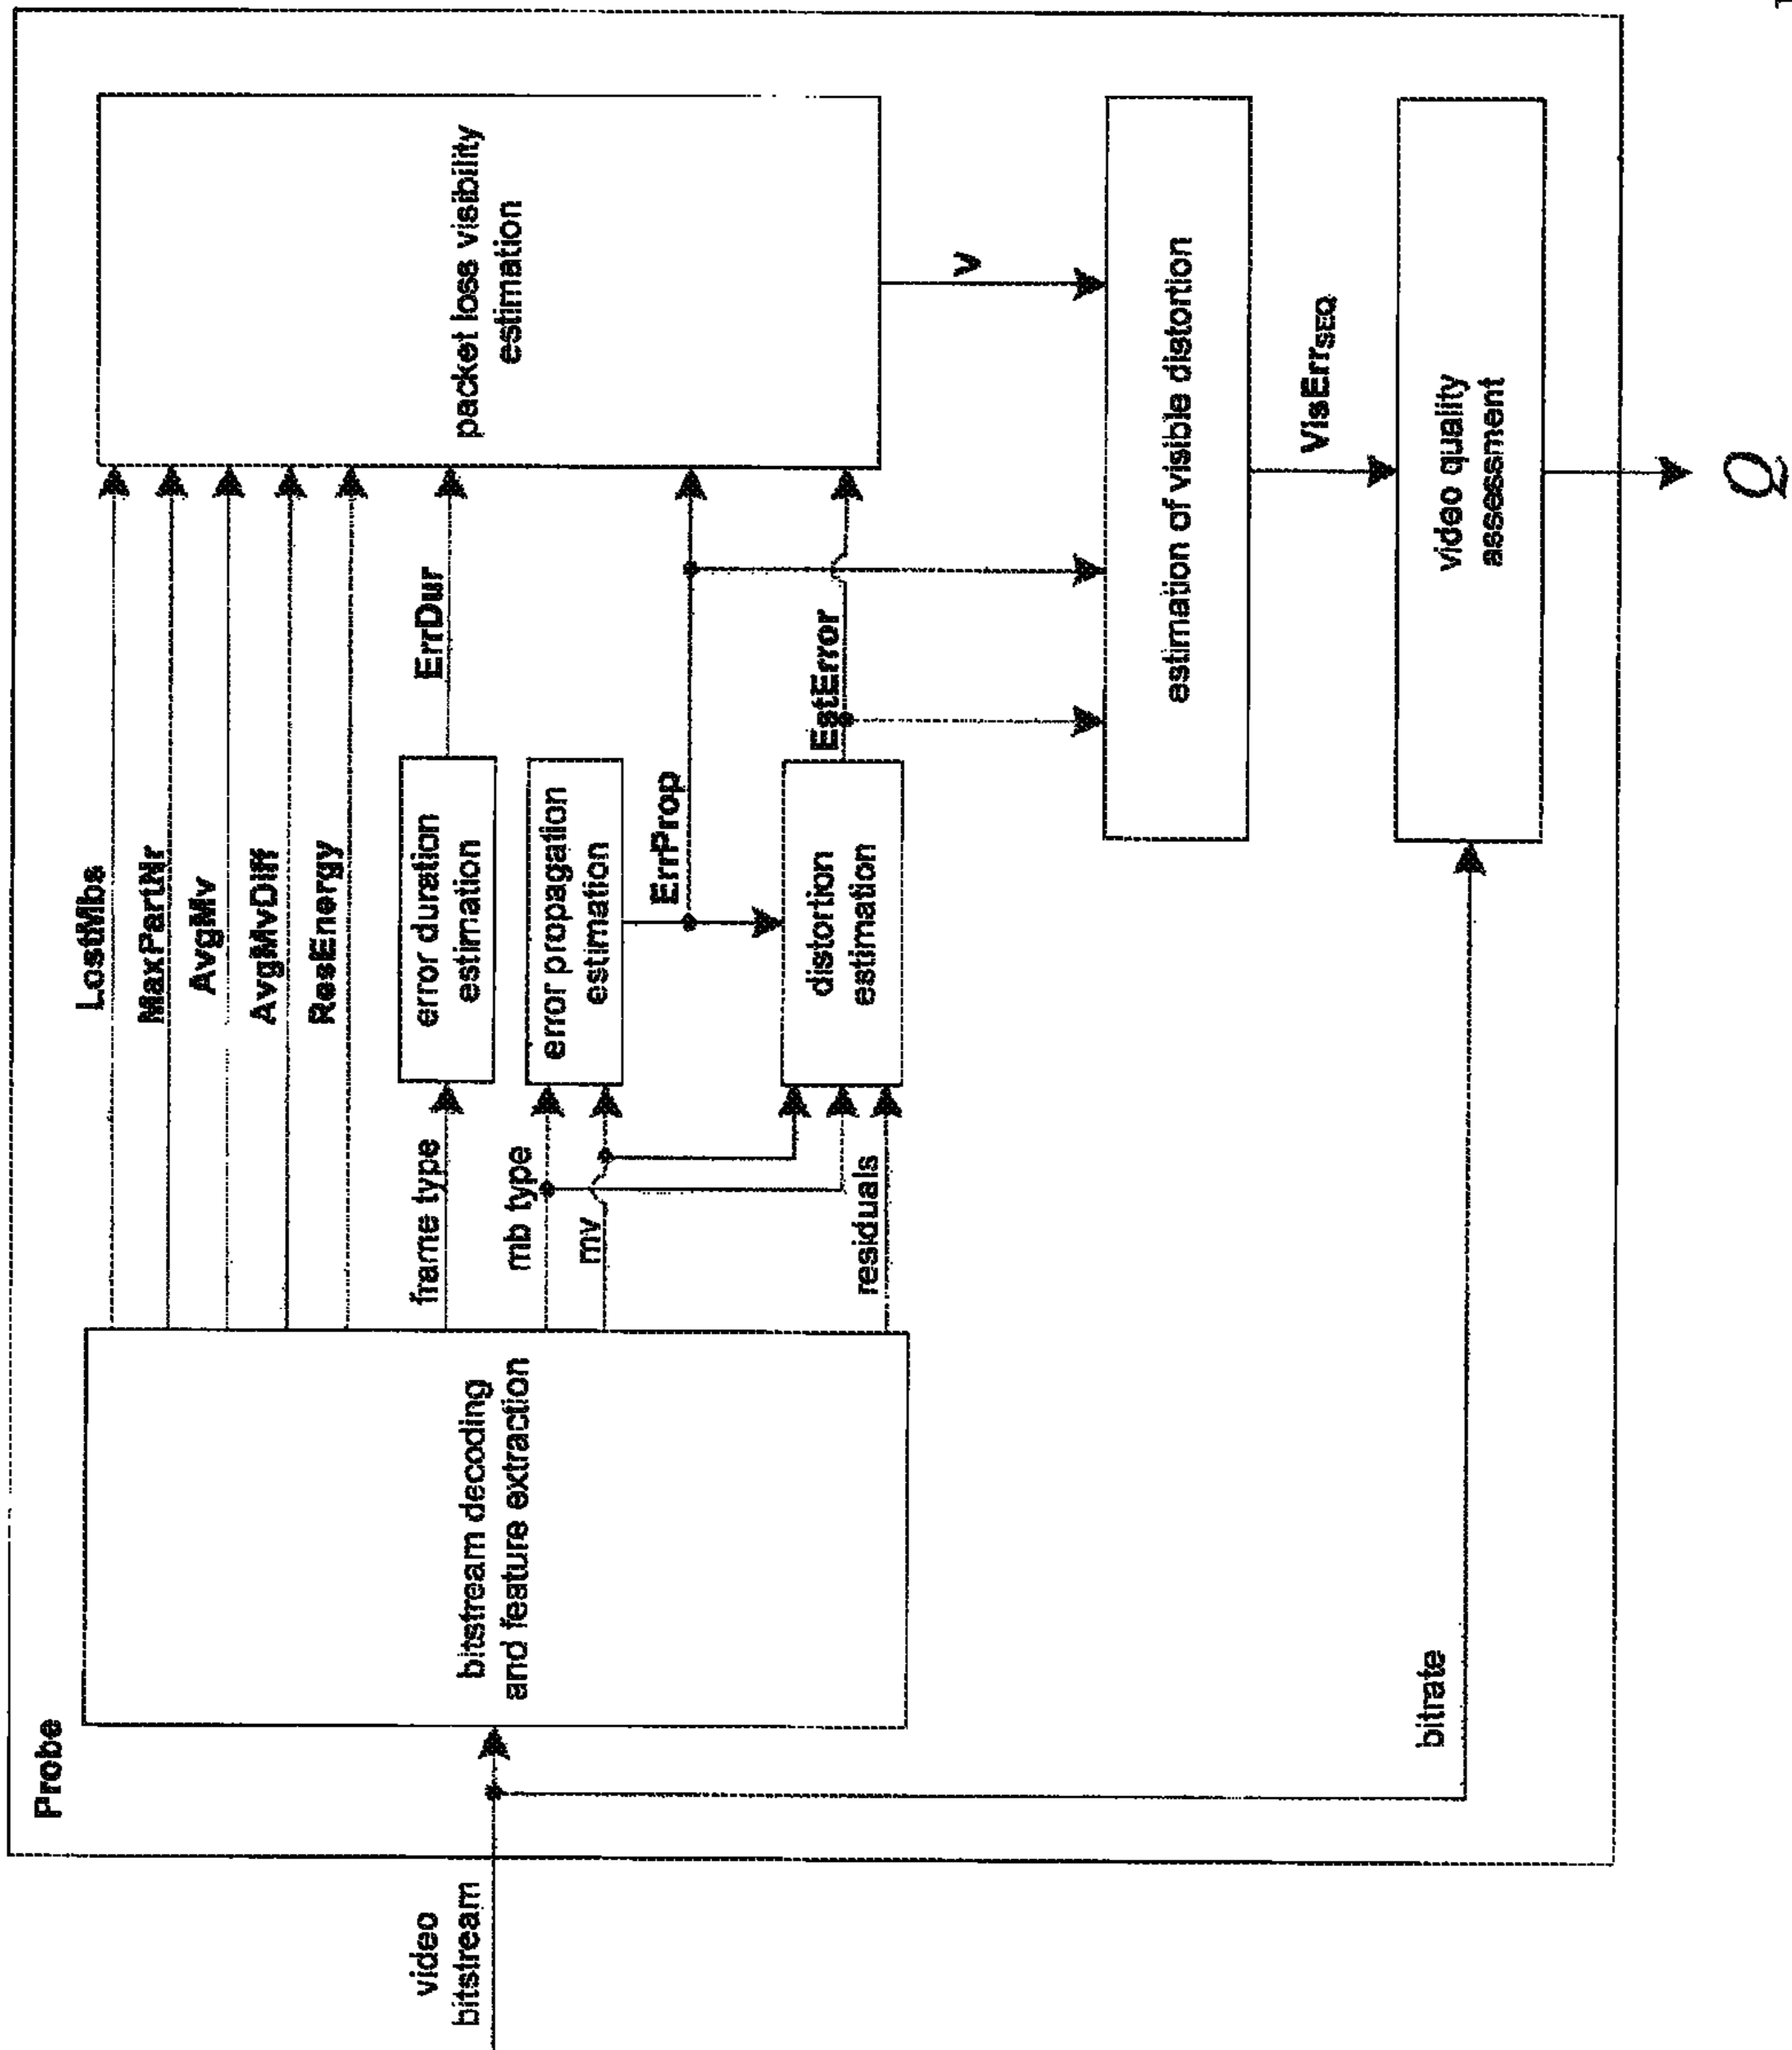 Probe
video
bitstream
bitstream decoding
and feature extraction
LostMbs
MaxPartNr
AvgMv
AvgMvDiff
ResEnergy
frame type
mb type
mv
residuals
error duration
estimation
error propagation
estimation
distortion
estimation
ErrDur
ErrProp
EstError
packet loss visibility
estimation
v
estimation of visible distortion
VisErrSEQ
bitrate
video quality
assessment
Q